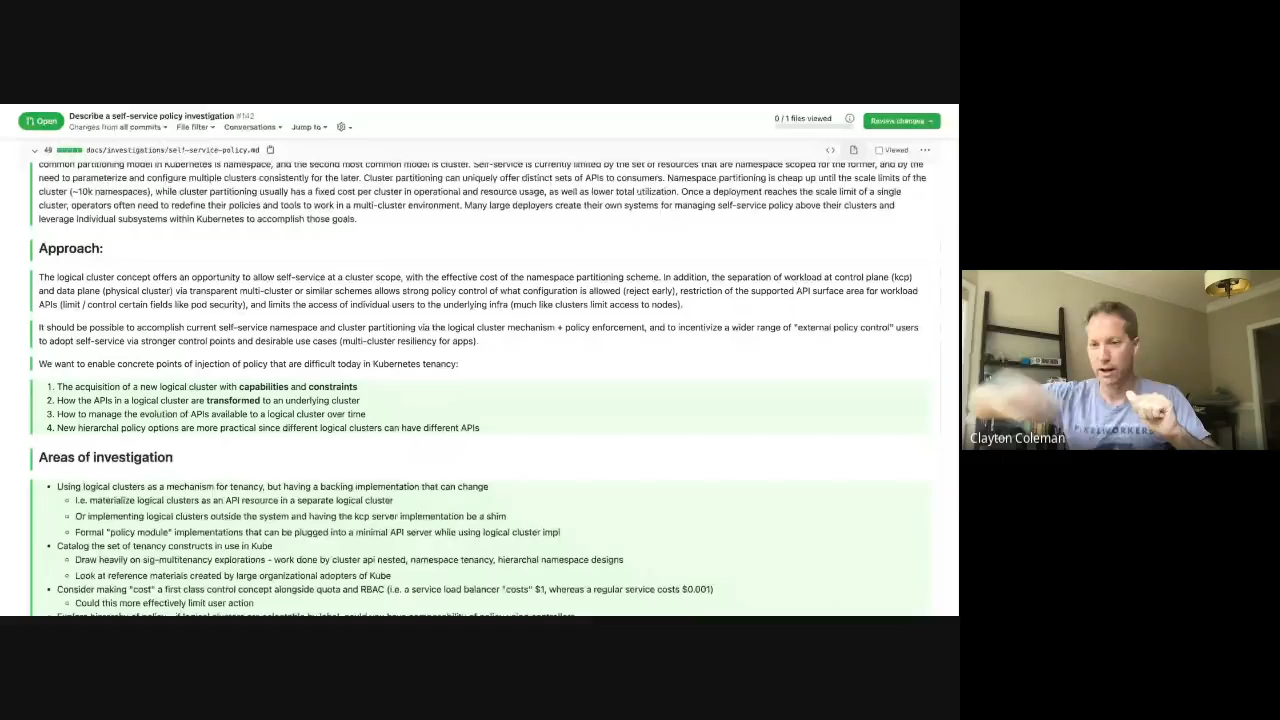 Open
Describe a self-service policy investigation #142
Changes from all commits File filter Conversations Jump to
0 / 1 files viewed
Review changes
49 docs/investigations/self-service-policy.md
Viewed
common partitioning model in Kubernetes is namespace, and the second most common model is cluster. Self-service is currently limited by the set of resources that are namespace scoped for the former, and by the
need to parameterize and configure multiple clusters consistently for the later. Cluster partitioning can uniquely offer distinct sets of APIs to consumers. Namespace partitioning is cheap up until the scale limits of the
cluster (~10k namespaces), while cluster partitioning usually has a fixed cost per cluster in operational and resource usage, as well as lower total utilization. Once a deployment reaches the scale limit of a single
cluster, operators often need to redefine their policies and tools to work in a multi-cluster environment. Many large deployers create their own systems for managing self-service policy above their clusters and
leverage individual subsystems within Kubernetes to accomplish those goals.
Approach:
The logical cluster concept offers an opportunity to allow self-service at a cluster scope, with the effective cost of the namespace partitioning scheme. In addition, the separation of workload at control plane (kcp)
and data plane (physical cluster) via transparent multi-cluster or similar schemes allows strong policy control of what configuration is allowed (reject early), restriction of the supported API surface area for workload
APIs (limit / control certain fields like pod security), and limits the access of individual users to the underlying infra (much like clusters limit access to nodes).
It should be possible to accomplish current self-service namespace and cluster partitioning via the logical cluster mechanism + policy enforcement, and to incentivize a wider range of "external policy control" users
to adopt self-service via stronger control points and desirable use cases (multi-cluster resiliency for apps).
We want to enable concrete points of injection of policy that are difficult today in Kubernetes tenancy:
1. The acquisition of a new logical cluster with capabilities and constraints
2. How the APIs in a logical cluster are transformed to an underlying cluster
3. How to manage the evolution of APIs available to a logical cluster over time
4. New hierarchal policy options are more practical since different logical clusters can have different APIs
Areas of investigation
Using logical clusters as a mechanism for tenancy, but having a backing implementation that can change
I.e. materialize logical clusters as an API resource in a separate logical cluster
Or implementing logical clusters outside the system and having the kcp server implementation be a shim
Formal "policy module" implementations that can be plugged into a minimal API server while using logical cluster impl
Catalog the set of tenancy constructs in use in Kube
Draw heavily on sig-multitenancy explorations - work done by cluster api nested, namespace tenancy, hierarchal namespace designs
Look at reference materials created by large organizational adopters of Kube
Consider making "cost" a first class control concept alongside quota and RBAC (i.e. a service load balancer "costs" $1, whereas a regular service costs $0.001)
Could this more effectively limit user action
PIXELWORKERS
Clayton Coleman